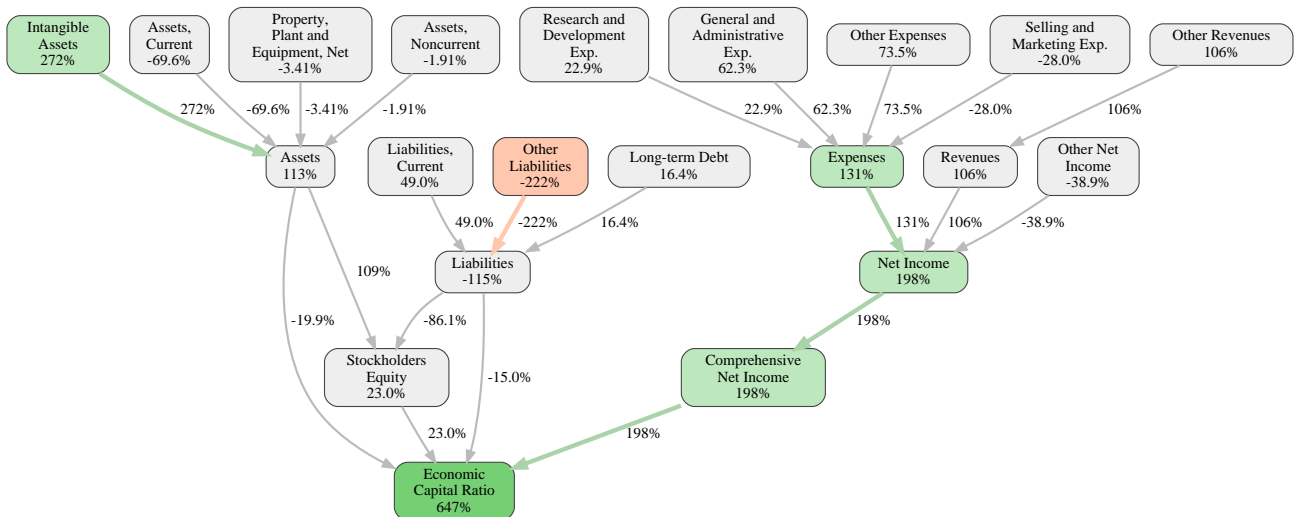 Intangible
Assets
272%
Assets,
Current
-69.6%
Property,
Plant and
Equipment, Net
-3.41%
Assets,
Noncurrent
-1.91%
Research and
Development
Exp.
22.9%
General and
Administrative
Exp.
62.3%
Other Expenses
73.5%
Selling and
Marketing Exp.
-28.0%
Other Revenues
106%
272%
-69.6%
-3.41%
-1.91%
22.9%
62.3%
73.5%
-28.0%
106%
Assets
113%
Liabilities,
Current
49.0%
Other
Liabilities
-222%
Long-term Debt
16.4%
Expenses
131%
Revenues
106%
Other Net
Income
-38.9%
49.0%
-222%
16.4%
131%
106%
-38.9%
109%
Liabilities
-115%
Net Income
198%
-19.9%
-86.1%
198%
Stockholders
Equity
23.0%
-15.0%
Comprehensive
Net Income
198%
23.0%
198%
Economic
Capital Ratio
647%